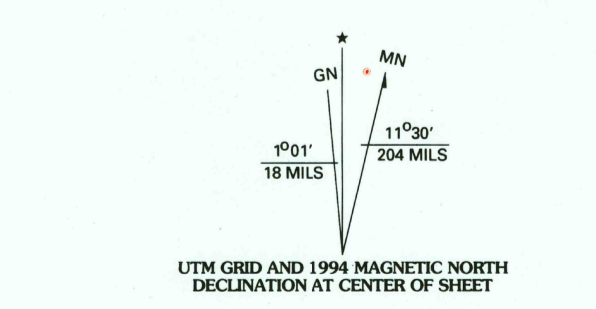 ★
GN
MN
1°01'
18 MILS
11°30'
204 MILS
UTM GRID AND 1994 MAGNETIC NORTH
DECLINATION AT CENTER OF SHEET